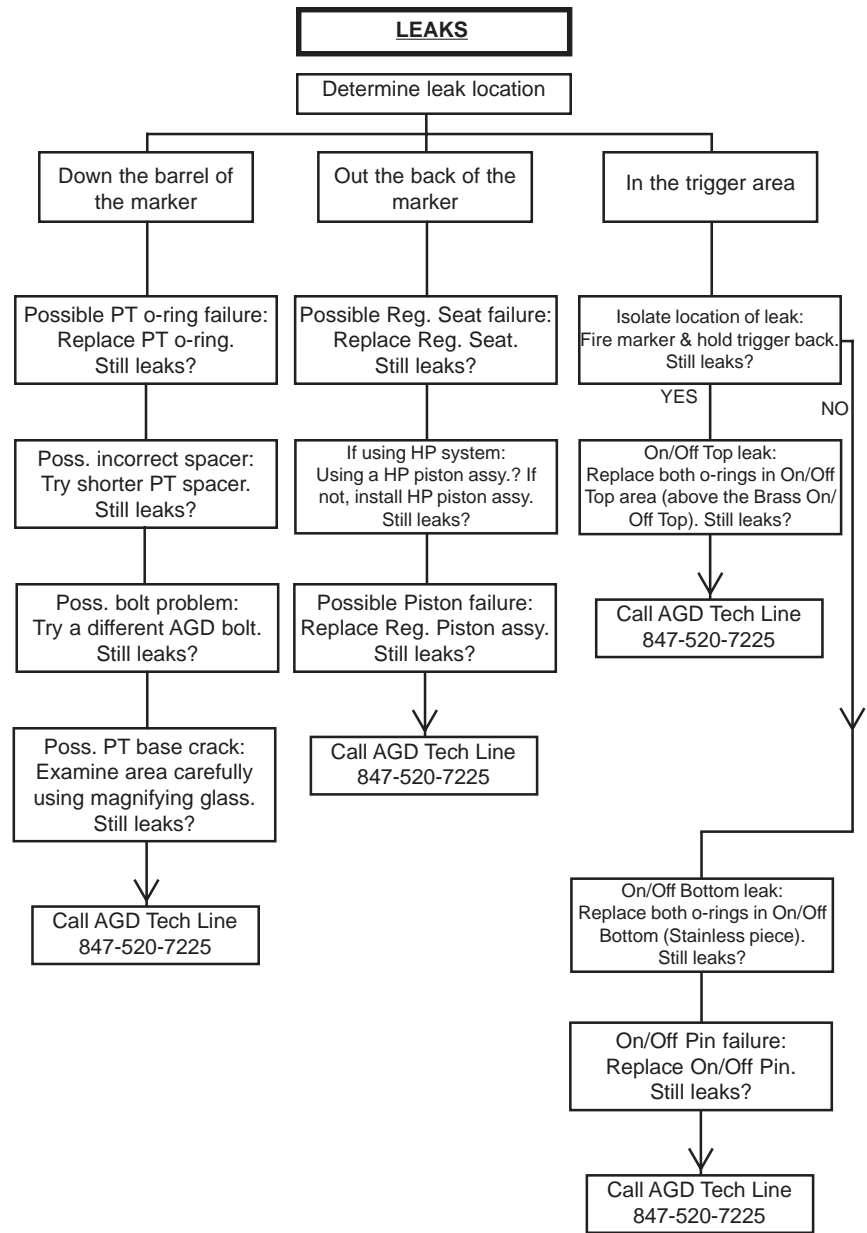 LEAKS
Determine leak location
Down the barrel of
the marker
Out the back of the
marker
In the trigger area
Possible PT o-ring failure:
Replace PT o-ring.
Still leaks?
Possible Reg. Seat failure:
Replace Reg. Seat.
Still leaks?
Isolate location of leak:
Fire marker & hold trigger back.
Still leaks?
YES
NO
Poss. incorrect spacer:
Try shorter PT spacer.
Still leaks?
If using HP system:
Using a HP piston assy.? If
not, install HP piston assy.
Still leaks?
On/Off Top leak:
Replace both o-rings in On/Off
Top area (above the Brass On/
Off Top). Still leaks?
Poss. bolt problem:
Try a different AGD bolt.
Still leaks?
Possible Piston failure:
Replace Reg. Piston assy.
Still leaks?
Call AGD Tech Line
847-520-7225
Poss. PT base crack:
Examine area carefully
using magnifying glass.
Still leaks?
Call AGD Tech Line
847-520-7225
Call AGD Tech Line
847-520-7225
On/Off Bottom leak:
Replace both o-rings in On/Off
Bottom (Stainless piece).
Still leaks?
On/Off Pin failure:
Replace On/Off Pin.
Still leaks?
Call AGD Tech Line
847-520-7225